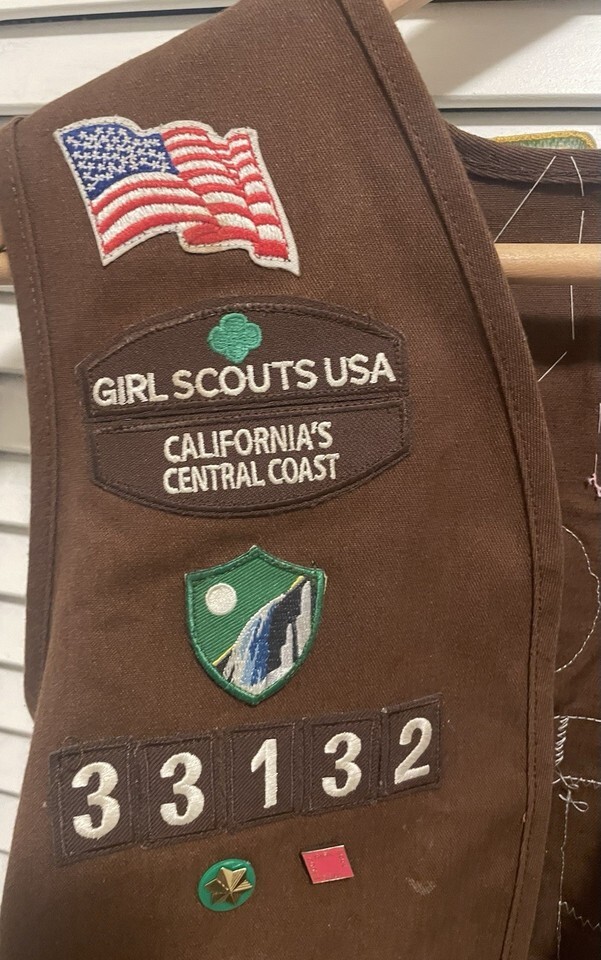 GIRL SCOUTS USA
CALIFORNIA'S
CENTRAL COAST
33132